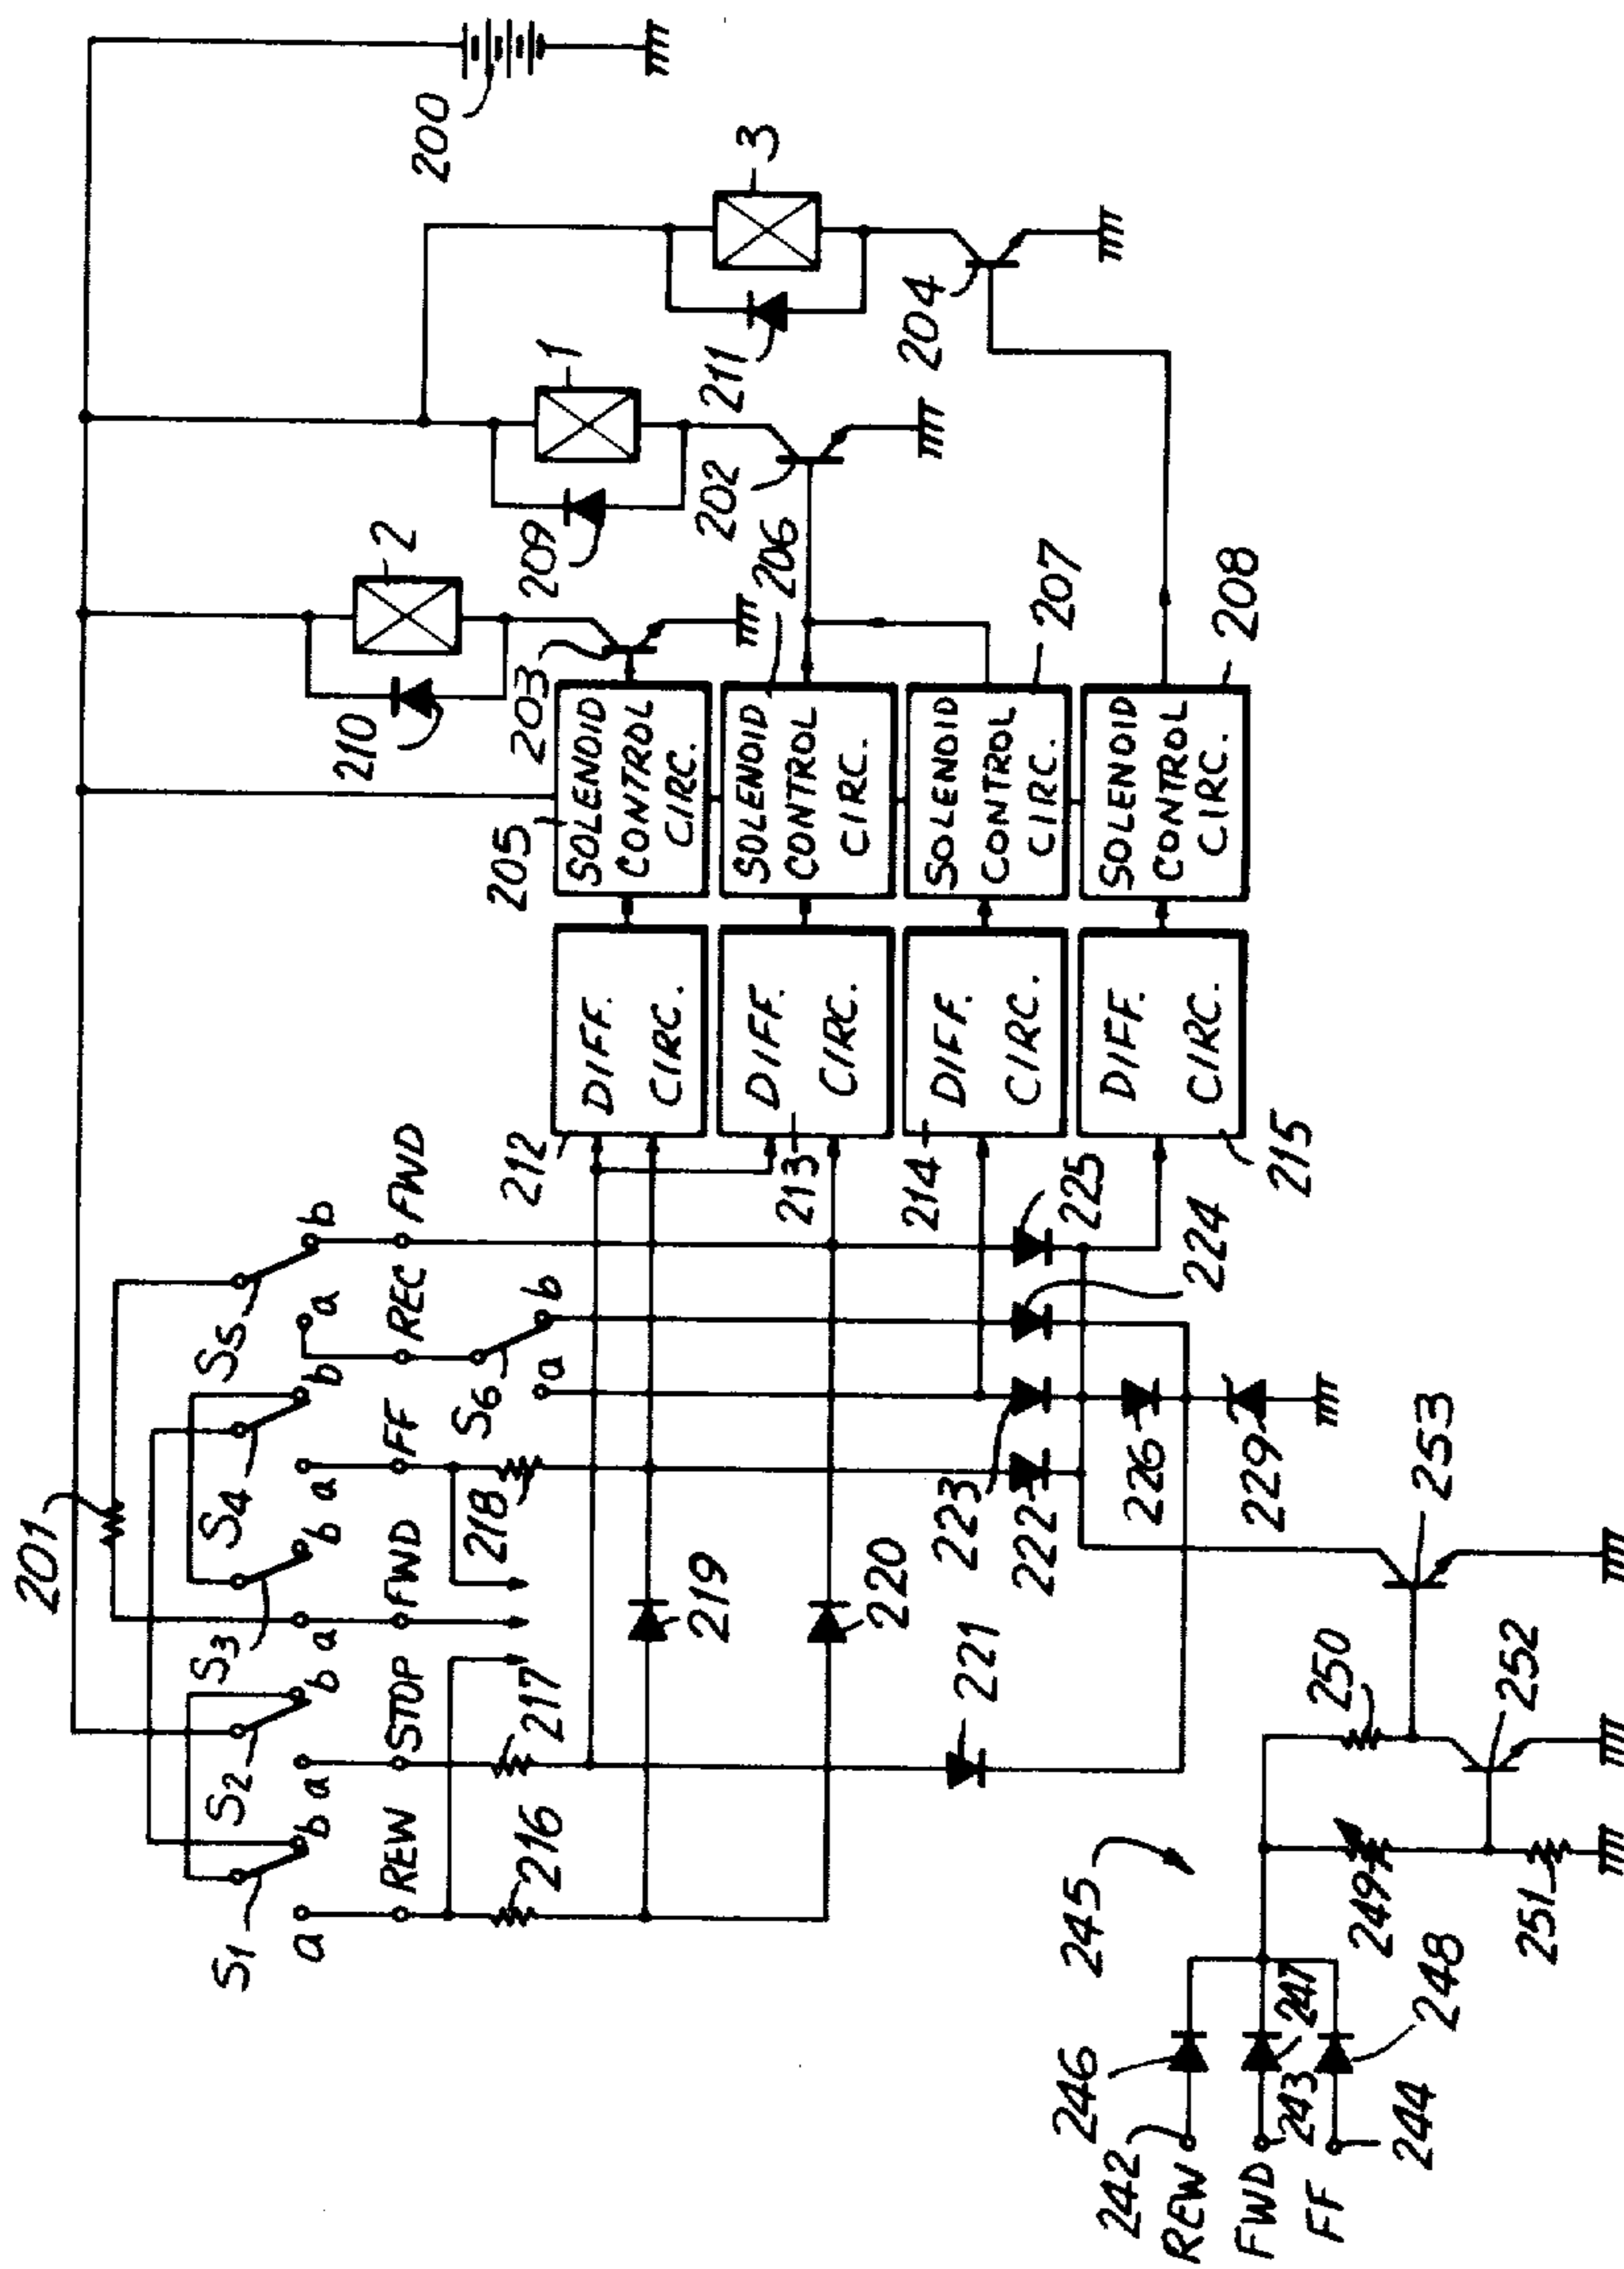 201
S1
S2
S3
S4
S5
S6
a
b
a
b
a
b
a
b
a
b
a
b
REW
STOP
FWD
FF
REC
FWD
216
217
218
219
220
221
222
223
224
225
226
229
212
213
214
215
DIFF.
CIRC.
DIFF.
CIRC.
DIFF.
CIRC.
DIFF.
CIRC.
205
206
207
208
SOLENOID
CONTROL
CIRC.
SOLENOID
CONTROL
CIRC.
SOLENOID
CONTROL
CIRC.
SOLENOID
CONTROL
CIRC.
210
2
203
209
1
202
211
3
204
200
245
246
247
248
242
243
244
REW
FWD
FF
249
250
251
252
253